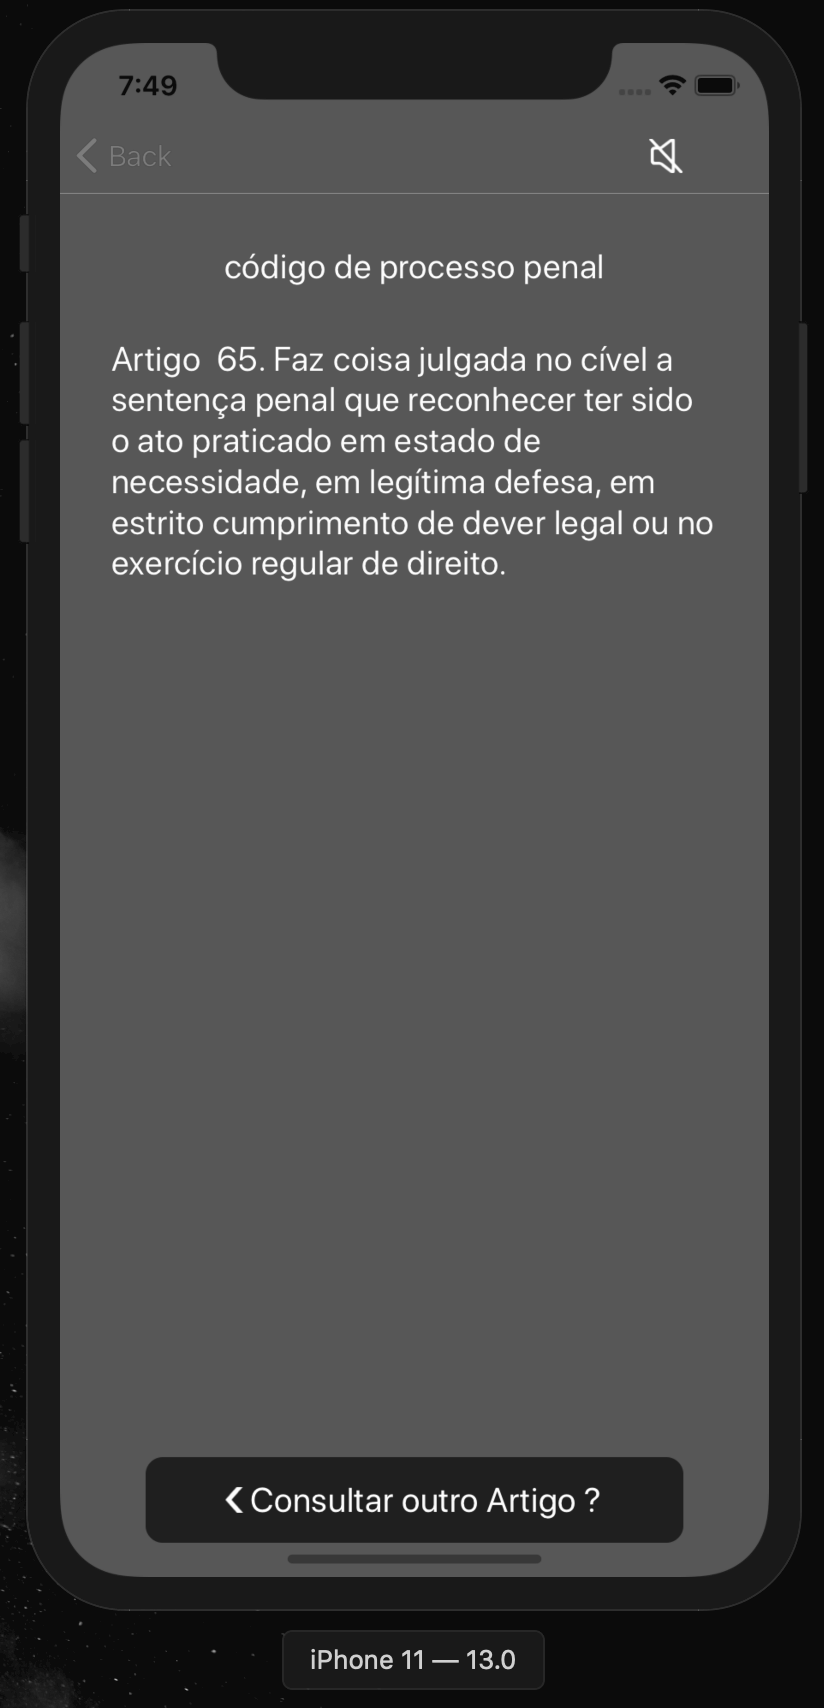 7:49
Back
código de processo penal
Artigo  65. Faz coisa julgada no cível a
sentença penal que reconhecer ter sido
o ato praticado em estado de
necessidade, em legítima defesa, em
estrito cumprimento de dever legal ou no
exercício regular de direito.
Consultar outro Artigo ?
iPhone 11 — 13.0